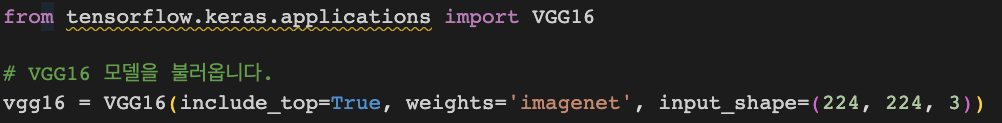 from tensorflow.keras.applications import VGG16
# VGG16 모델을 불러옵니다.
vgg16 = VGG16(include_top=True, weights='imagenet', input_shape=(224, 224, 3))